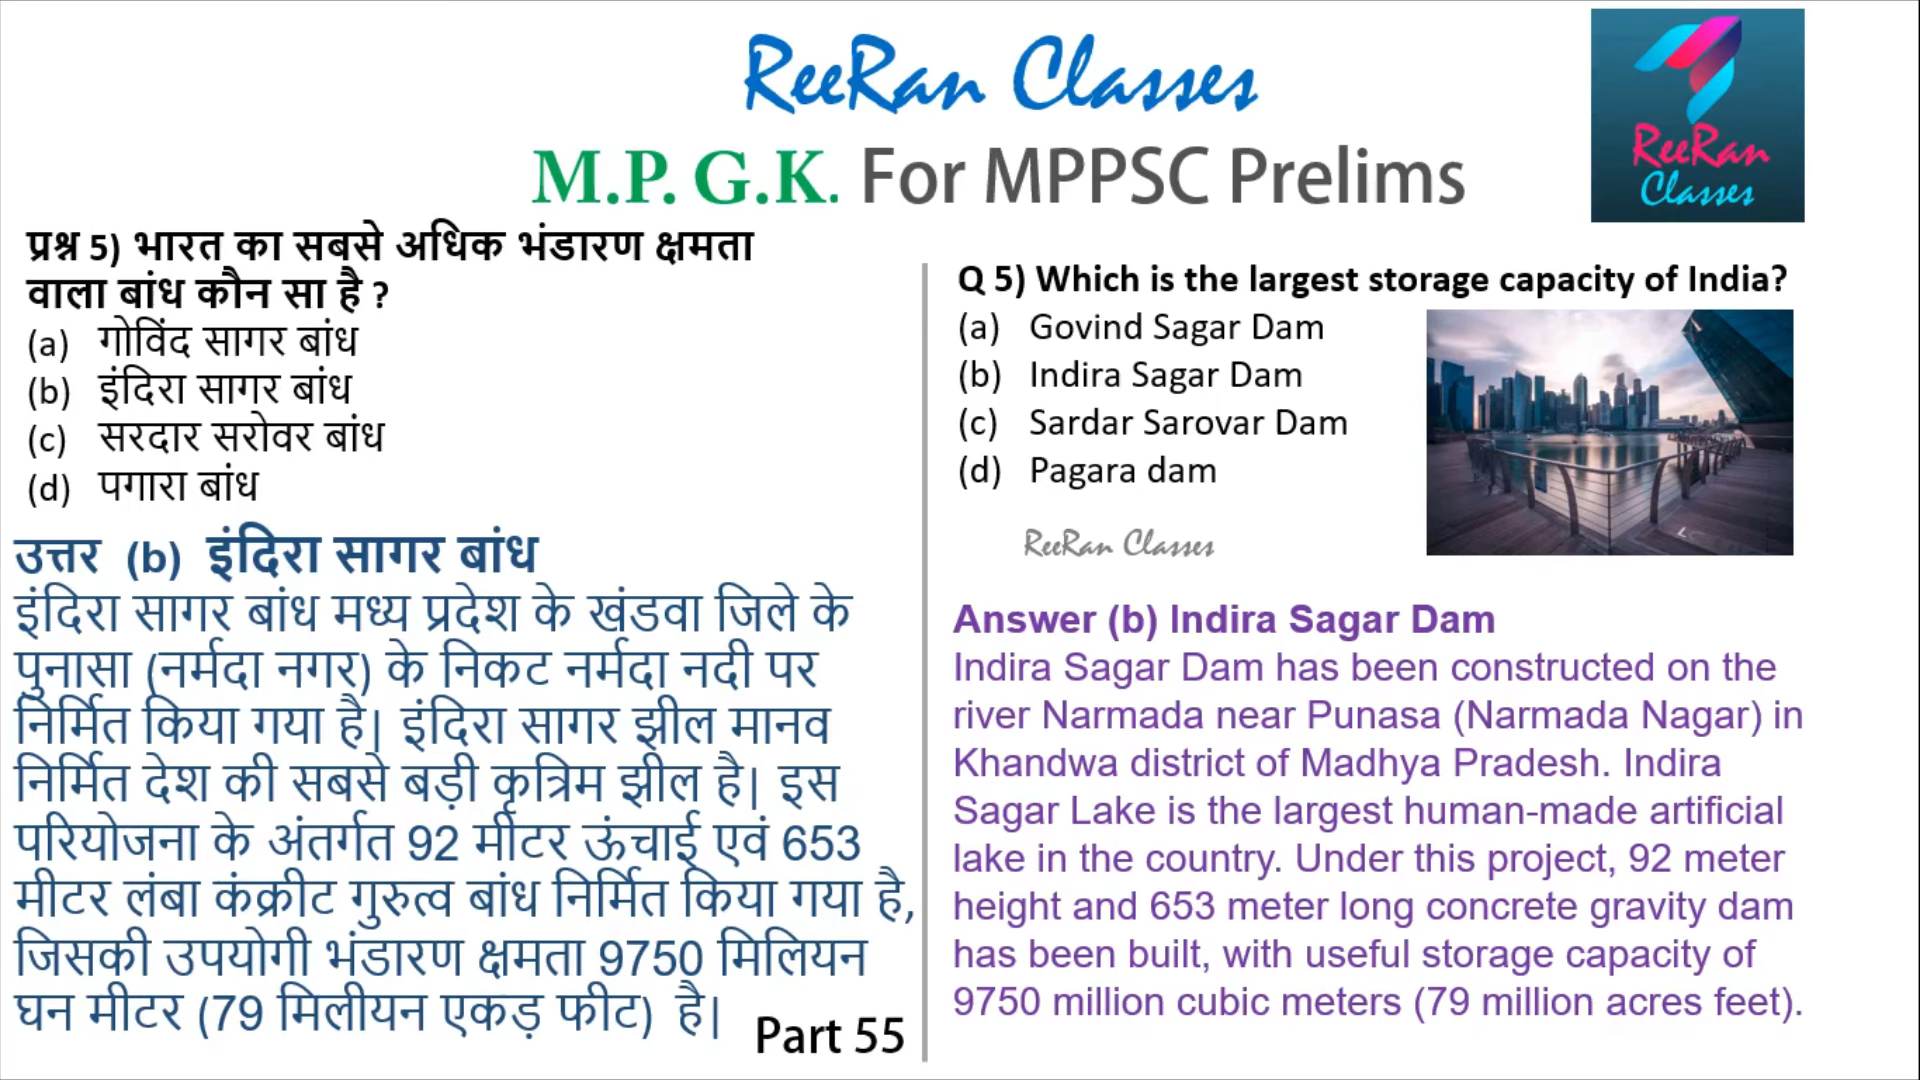 ReeRan Classes
M.P. G.K. For MPPSC Prelims
ReeRan
Classes
प्रश्न 5) भारत का सबसे अधिक भंडारण क्षमता
वाला बांध कौन सा है ?
(a) गोविंद सागर बांध
(b) इंदिरा सागर बांध
(c) सरदार सरोवर बांध
(d) पगारा बांध
उत्तर (b) इंदिरा सागर बांध
इंदिरा सागर बांध मध्य प्रदेश के खंडवा जिले के
पुनासा (नर्मदा नगर) के निकट नर्मदा नदी पर
निर्मित किया गया है| इंदिरा सागर झील मानव
निर्मित देश की सबसे बड़ी कृत्रिम झील है| इस
परियोजना के अंतर्गत 92 मीटर ऊंचाई एवं 653
मीटर लंबा कंक्रीट गुरुत्व बांध निर्मित किया गया है,
जिसकी उपयोगी भंडारण क्षमता 9750 मिलियन
घन मीटर (79 मिलीयन एकड़ फीट) है|
Part 55
Q 5) Which is the largest storage capacity of India?
(a) Govind Sagar Dam
(b) Indira Sagar Dam
(c) Sardar Sarovar Dam
(d) Pagara dam
ReeRan Classes
Answer (b) Indira Sagar Dam
Indira Sagar Dam has been constructed on the
river Narmada near Punasa (Narmada Nagar) in
Khandwa district of Madhya Pradesh. Indira
Sagar Lake is the largest human-made artificial
lake in the country. Under this project, 92 meter
height and 653 meter long concrete gravity dam
has been built, with useful storage capacity of
9750 million cubic meters (79 million acres feet).